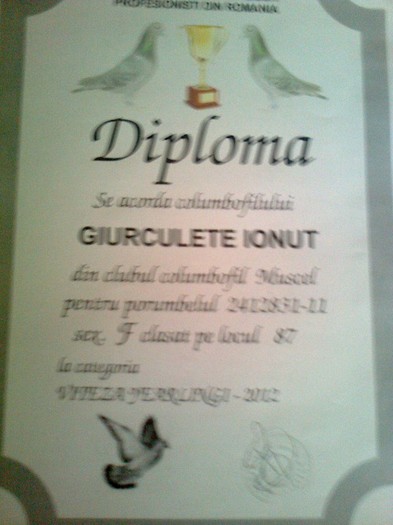 PROFESIONISTI DIN ROMANIA
Diploma
Se acorda columbofilului
GIURCULETE IONUT
din clubul columbofil Muscel
pentru porumbelul 2412831-11
sex. F clasat pe locul 87
la categoria
VITEZA YEARLINGI - 2012